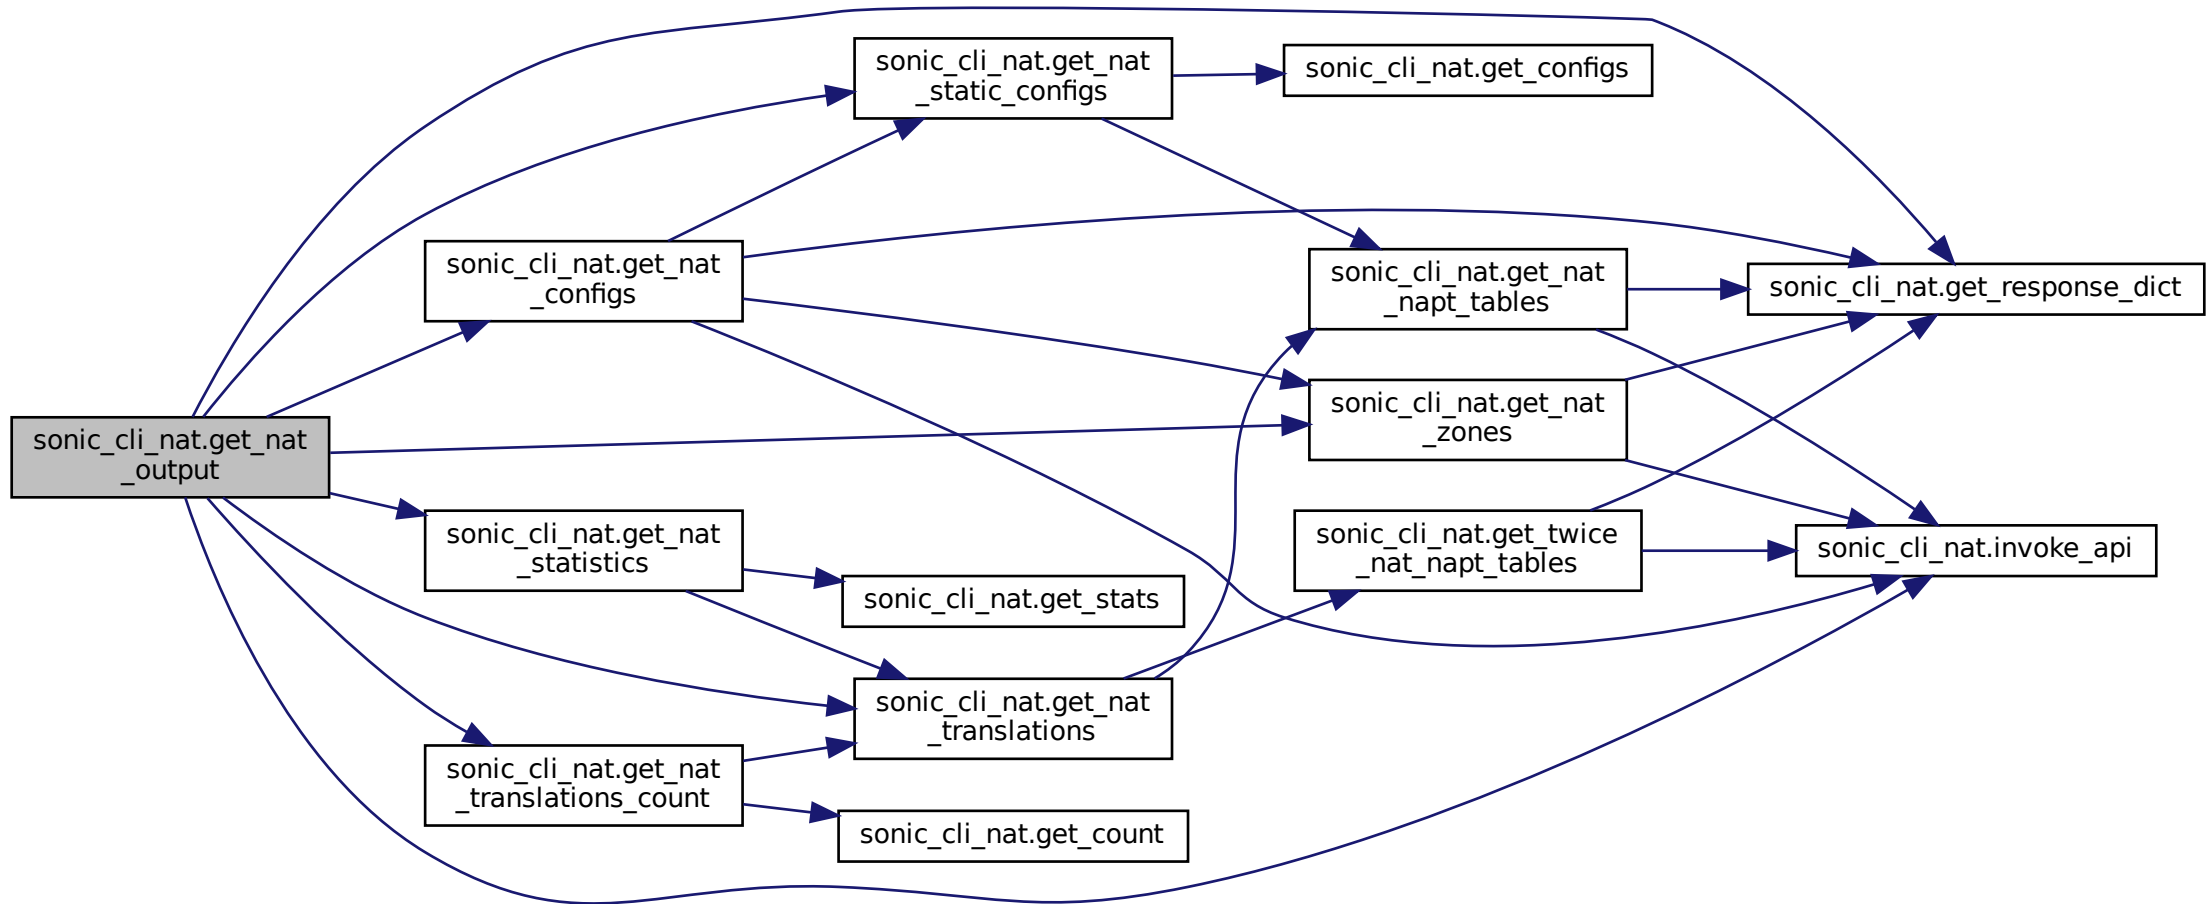 sonic_cli_nat.get_nat
_output
sonic_cli_nat.get_nat
_configs
sonic_cli_nat.get_nat
_statistics
sonic_cli_nat.get_nat
_translations_count
sonic_cli_nat.get_nat
_static_configs
sonic_cli_nat.get_stats
sonic_cli_nat.get_nat
_translations
sonic_cli_nat.get_count
sonic_cli_nat.get_configs
sonic_cli_nat.get_nat
_napt_tables
sonic_cli_nat.get_nat
_zones
sonic_cli_nat.get_twice
_nat_napt_tables
sonic_cli_nat.get_response_dict
sonic_cli_nat.invoke_api